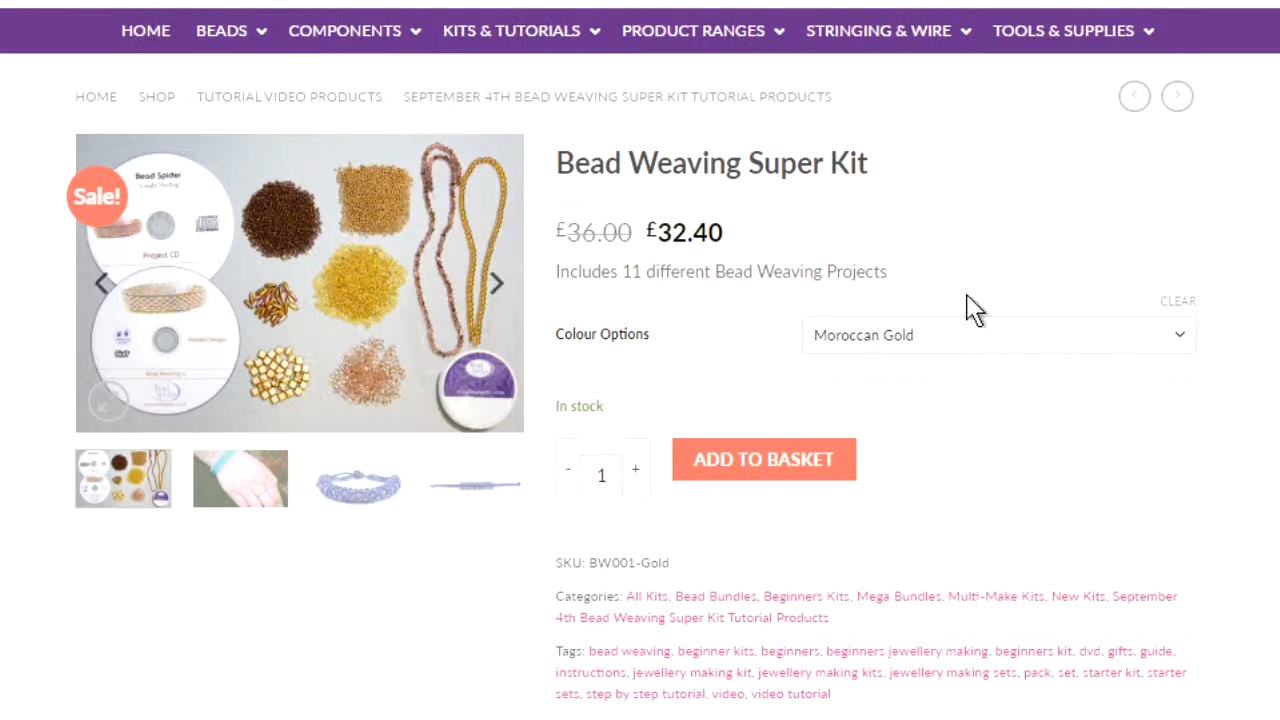 HOME BEADS COMPONENTS KITS & TUTORIALS PRODUCT RANGES STRINGING & WIRE TOOLS & SUPPLIES
HOME SHOP TUTORIAL VIDEO PRODUCTS SEPTEMBER 4TH BEAD WEAVING SUPER KIT TUTORIAL PRODUCTS
Sale!
Bead Spider
Project CD
DVD
Bead Weaving Super Kit
£36.00 £32.40
Includes 11 different Bead Weaving Projects
CLEAR
Colour Options
Moroccan Gold
In stock
- 1 +
ADD TO BASKET
SKU: BW001-Gold
Categories: All Kits, Bead Bundles, Beginners Kits, Mega Bundles, Multi-Make Kits, New Kits, September
4th Bead Weaving Super Kit Tutorial Products
Tags: bead weaving, beginner kits, beginners, beginners jewellery making, beginners kit, dvd, gifts, guide,
instructions, jewellery making kit, jewellery making kits, jewellery making sets, pack, set, starter kit, starter
sets, step by step tutorial, video, video tutorial